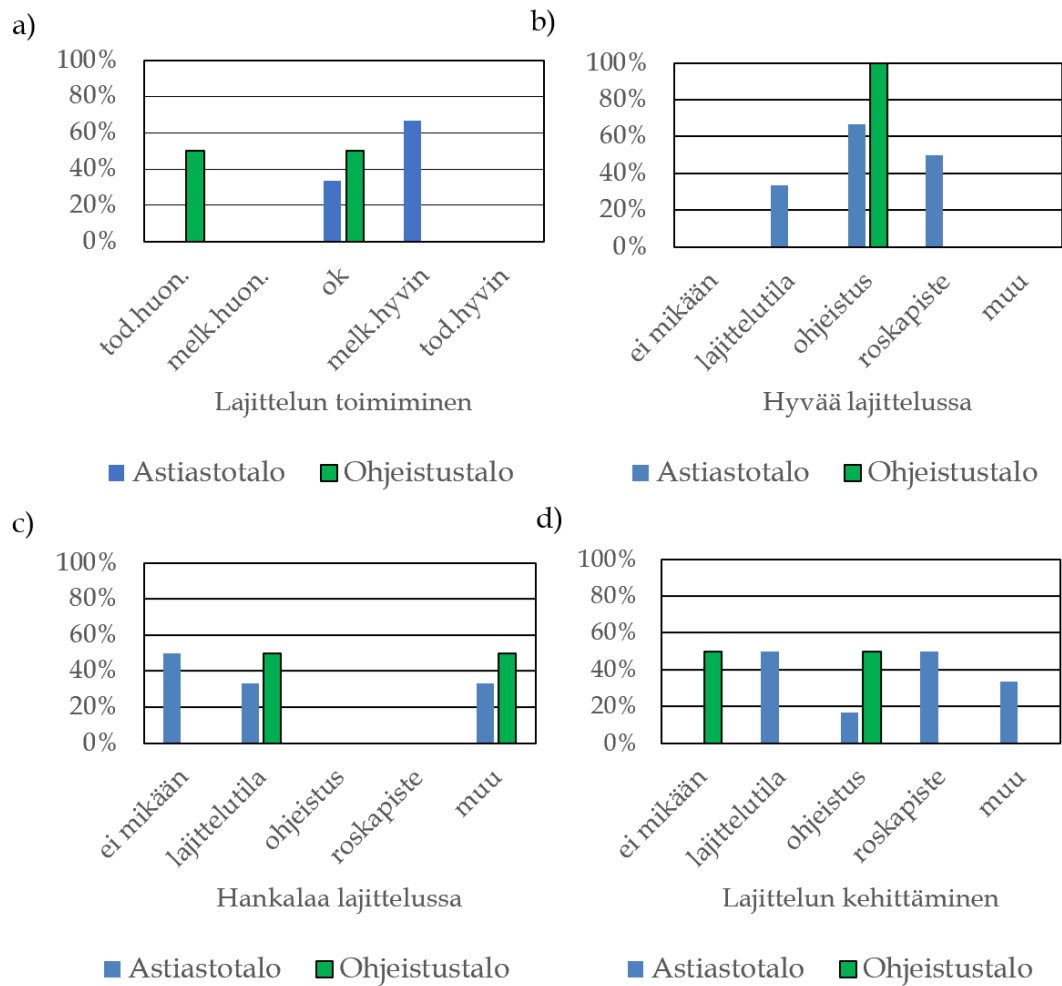 a)
100%
80%
60%
40%
20%
0%
tod.huon.
melk.huon.
ok
melk.hyvin
tod.hyvin
Lajittelun toimiminen
Astiastotalo Ohjeistustalo
b)
100%
80%
60%
40%
20%
0%
ei mikään
lajittelutila
ohjeistus
roskapiste
muu
Hyvää lajittelussa
Astiastotalo Ohjeistustalo
c)
100%
80%
60%
40%
20%
0%
ei mikään
lajittelutila
ohjeistus
roskapiste
muu
Hankalaa lajittelussa
Astiastotalo Ohjeistustalo
d)
100%
80%
60%
40%
20%
0%
ei mikään
lajittelutila
ohjeistus
roskapiste
muu
Lajittelun kehittäminen
Astiastotalo Ohjeistustalo